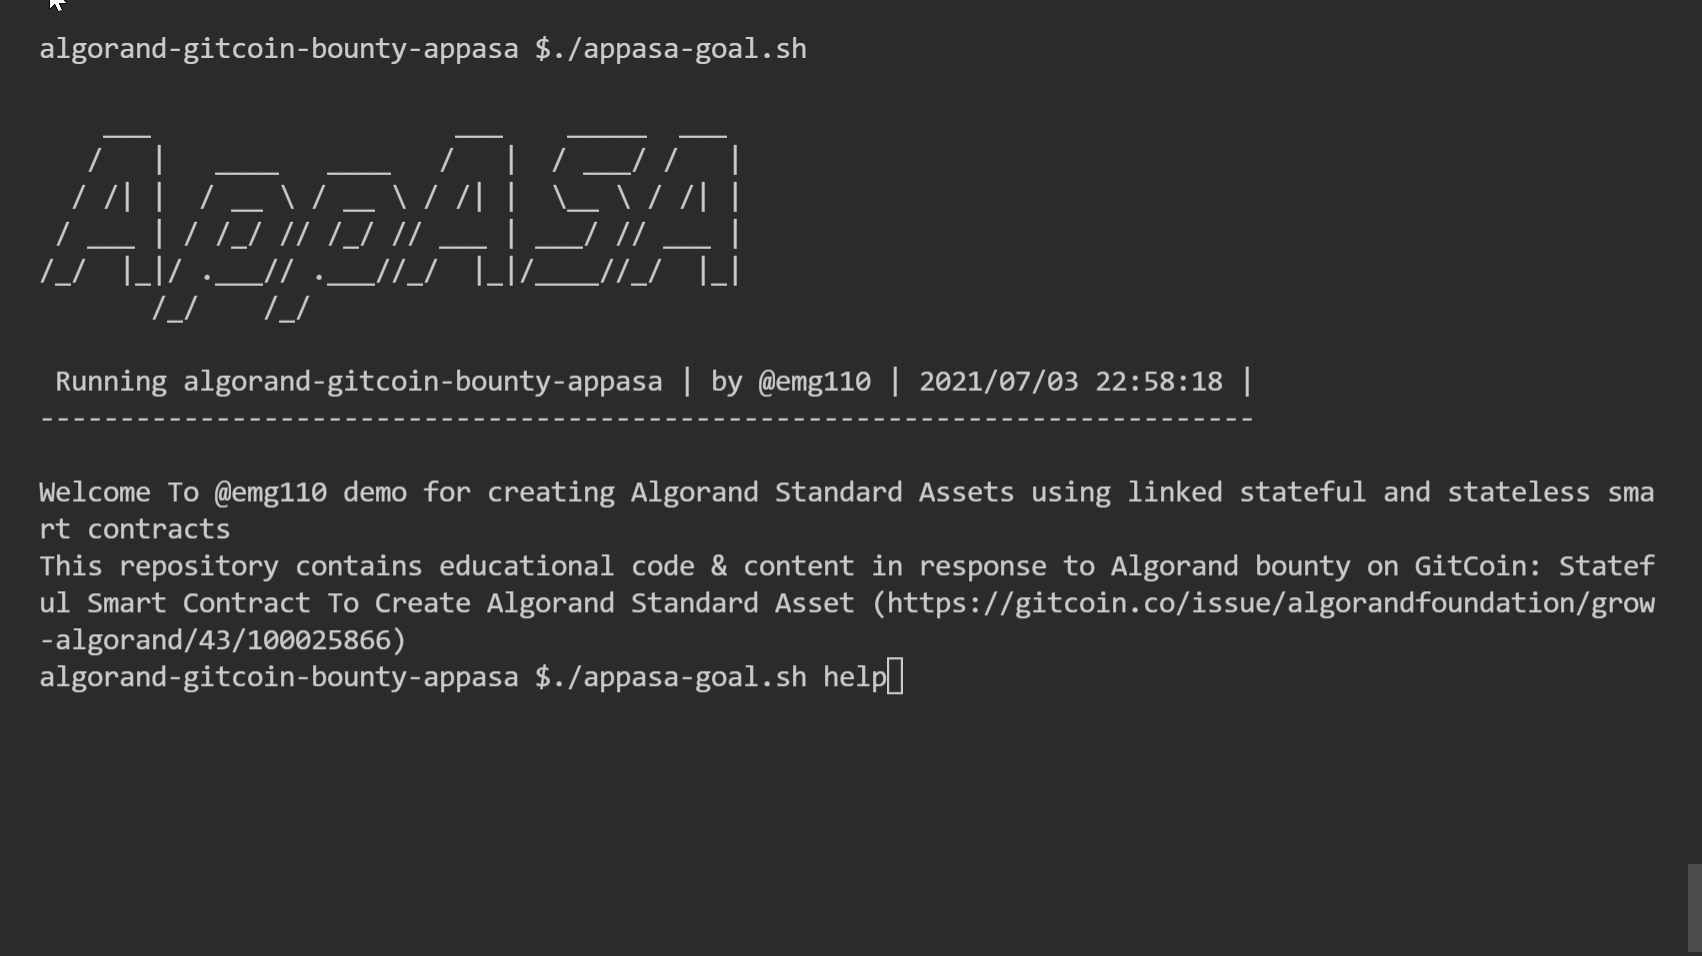 algorand-gitcoin-bounty-appasa $./appasa-goal.sh
    ___                   ___    _____  ___
   /   |   ____   ____   /   |  / ___/ /   |
  / /| |  / __ \ / __ \ / /| |  \__ \ / /| |
 / ___ | / /_/ // /_/ // ___ | ___/ // ___ |
/_/  |_|/ .___// .___//_/  |_|/____//_/  |_|
       /_/    /_/
 Running algorand-gitcoin-bounty-appasa | by @emg110 | 2021/07/03 22:58:18 |
----------------------------------------------------------------------------
Welcome To @emg110 demo for creating Algorand Standard Assets using linked stateful and stateless sma
rt contracts
This repository contains educational code & content in response to Algorand bounty on GitCoin: Statef
ul Smart Contract To Create Algorand Standard Asset (https://gitcoin.co/issue/algorandfoundation/grow
-algorand/43/100025866)
algorand-gitcoin-bounty-appasa $./appasa-goal.sh help